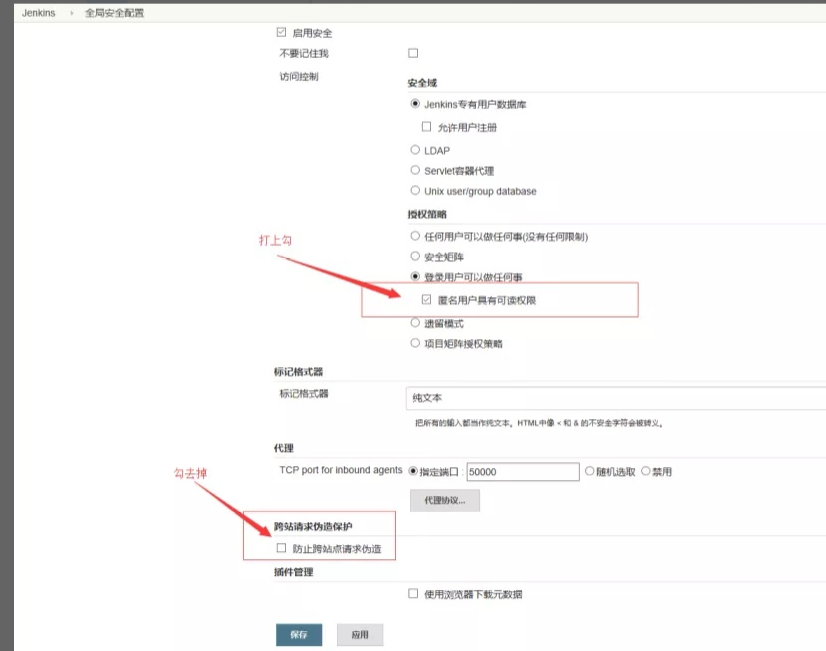 Jenkins › 全局安全配置
启用安全
不要记住我
访问控制
安全域
Jenkins专有用户数据库
允许用户注册
LDAP
Servlet容器代理
Unix user/group database
授权策略
任何用户可以做任何事(没有任何限制)
打上勾
安全矩阵
登录用户可以做任何事
匿名用户具有可读权限
遗留模式
项目矩阵授权策略
标记格式器
标记格式器 纯文本
把所有的输入都当作纯文本。HTML中像 < 和 & 的不安全字符会被转义。
代理
TCP port for inbound agents 指定端口 : 50000 随机选取 禁用
勾去掉
代理协议...
跨站请求伪造保护
防止跨站点请求伪造
插件管理
使用浏览器下载元数据
保存 应用